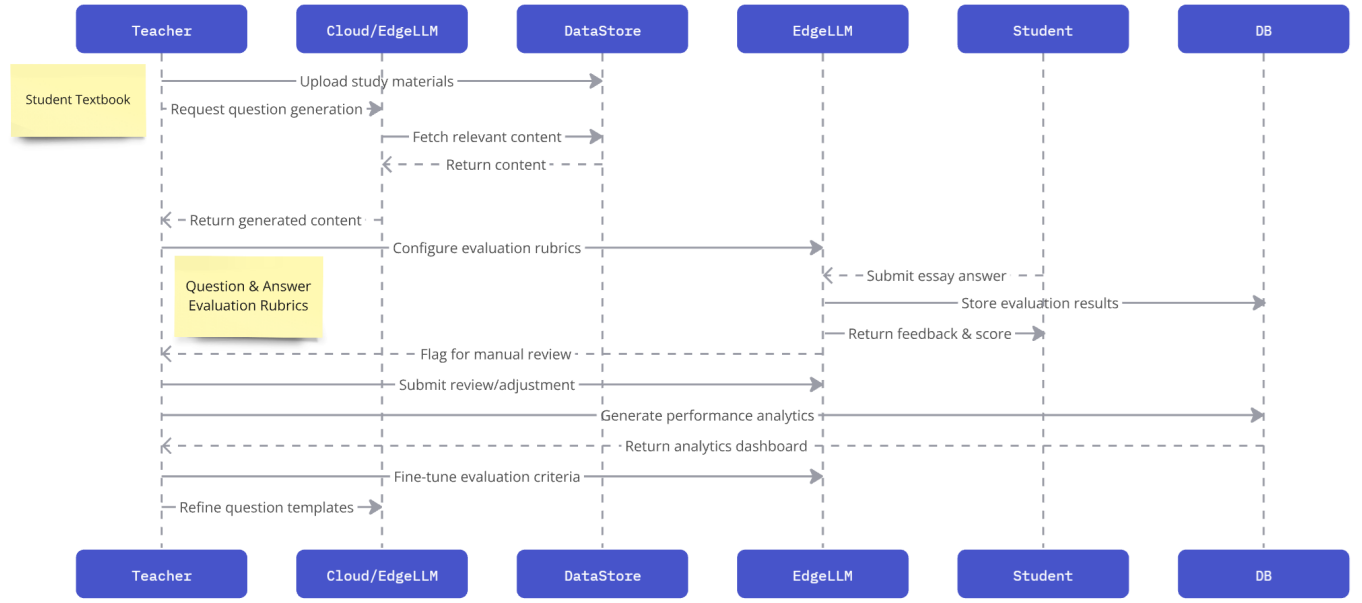 Teacher
Cloud/EdgeLLM
DataStore
EdgeLLM
Student
DB
Student Textbook
Upload study materials
Request question generation
Fetch relevant content
Return content
Return generated content
Configure evaluation rubrics
Question & Answer
Evaluation Rubrics
Submit essay answer
Store evaluation results
Return feedback & score
Flag for manual review
Submit review/adjustment
Generate performance analytics
Return analytics dashboard
Fine-tune evaluation criteria
Refine question templates
Teacher
Cloud/EdgeLLM
DataStore
EdgeLLM
Student
DB